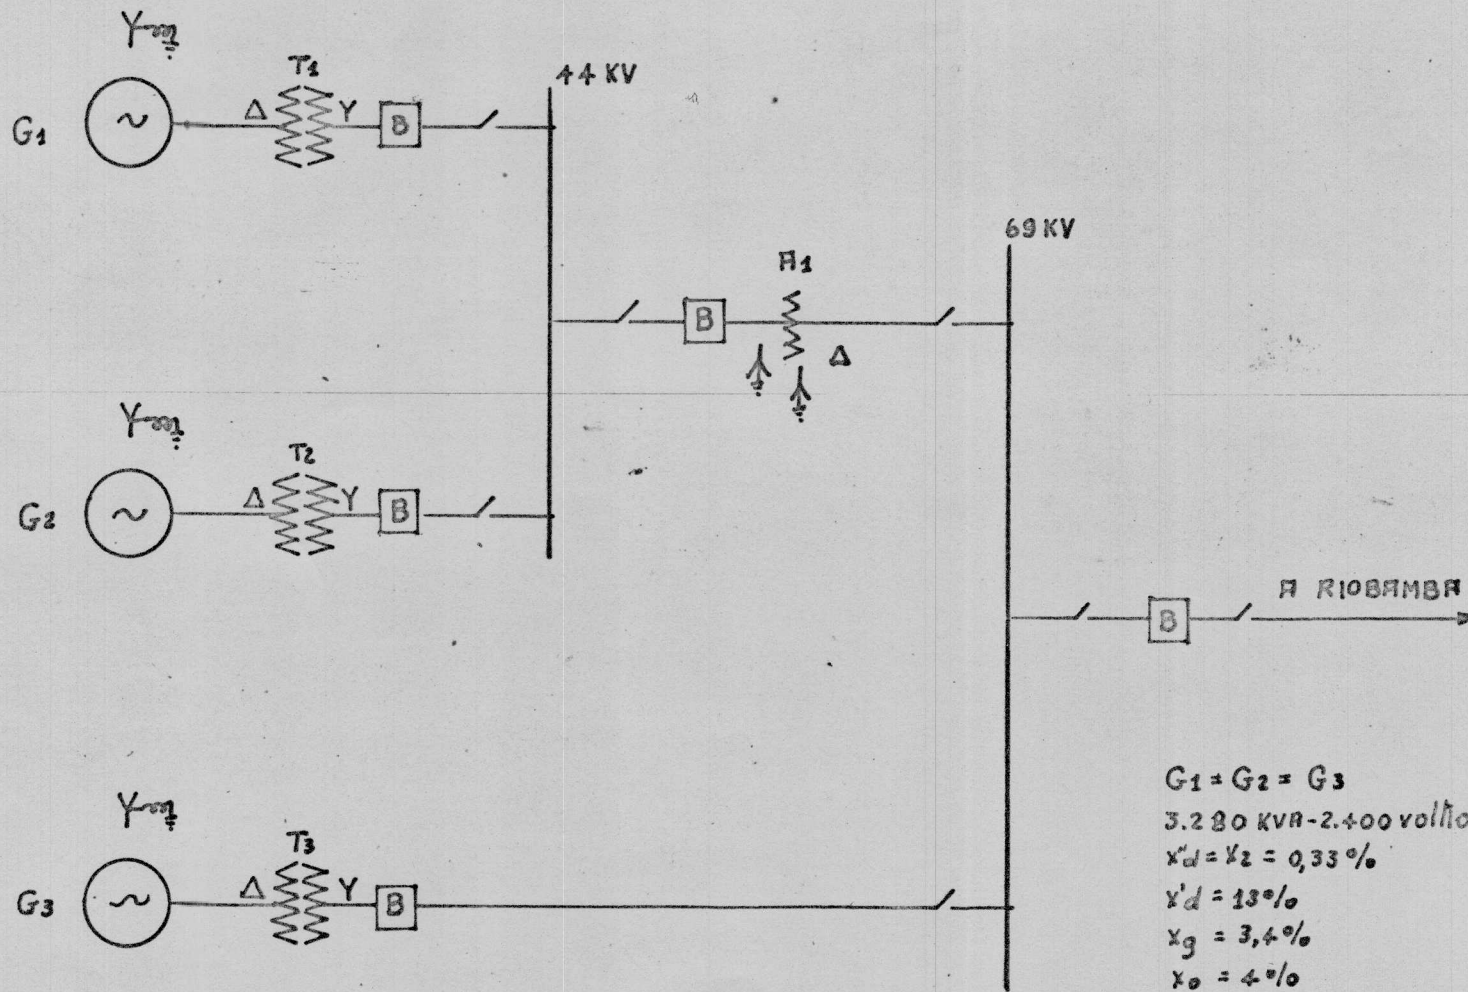 Y
T1
44 KV
G1
~
Δ
Y
B
69 KV
A1
B
Δ
Y
T2
G2
~
Δ
Y
B
A RIOBAMBA
B
Y
T3
G3
~
Δ
Y
B
G1 = G2 = G3
3.280 KVA-2.400 voltio
x"d = X2 = 0,33%
x'd = 13%
xg = 3,4%
xo = 4%